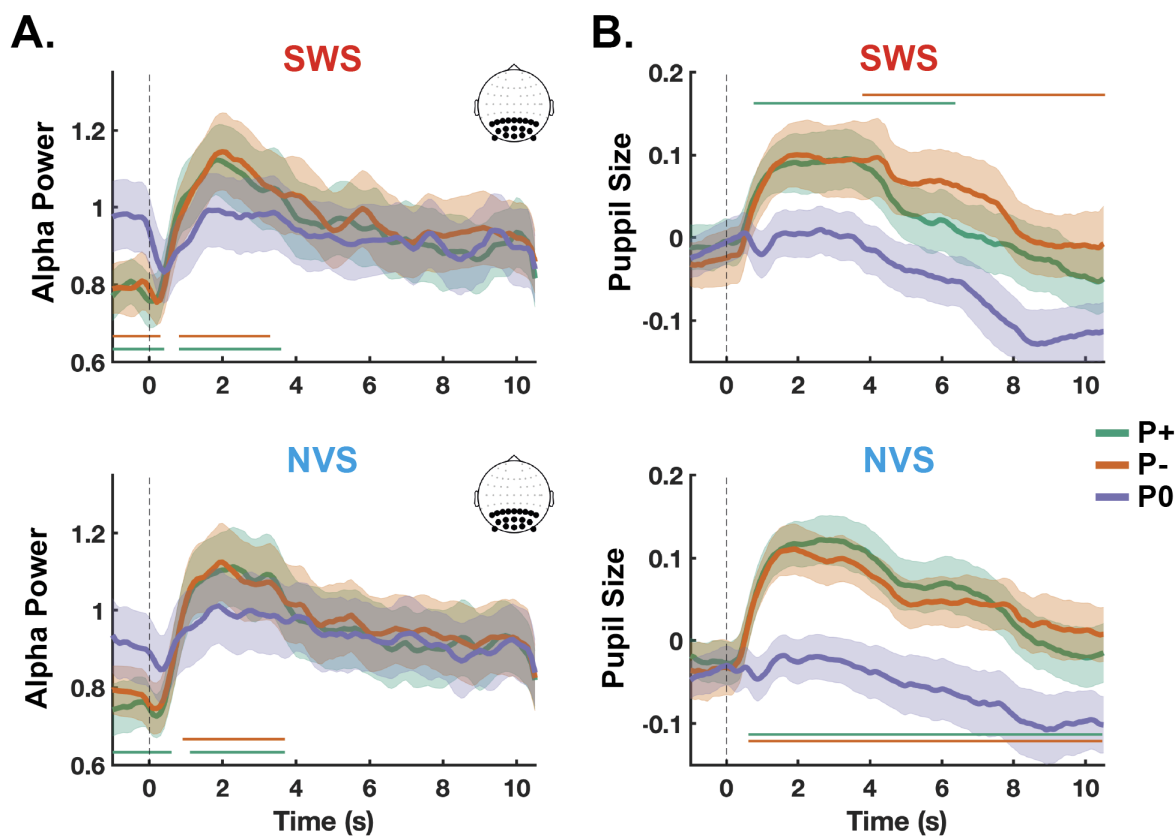 A.
SWS
Alpha Power
1.2
1
0.8
0.6
0 2 4 6 8 10
NVS
Alpha Power
1.2
1
0.8
0.6
0 2 4 6 8 10
Time (s)
B.
SWS
Puppil Size
0.2
0.1
0
-0.1
0 2 4 6 8 10
P+
P-
P0
NVS
Pupil Size
0.2
0.1
0
-0.1
0 2 4 6 8 10
Time (s)